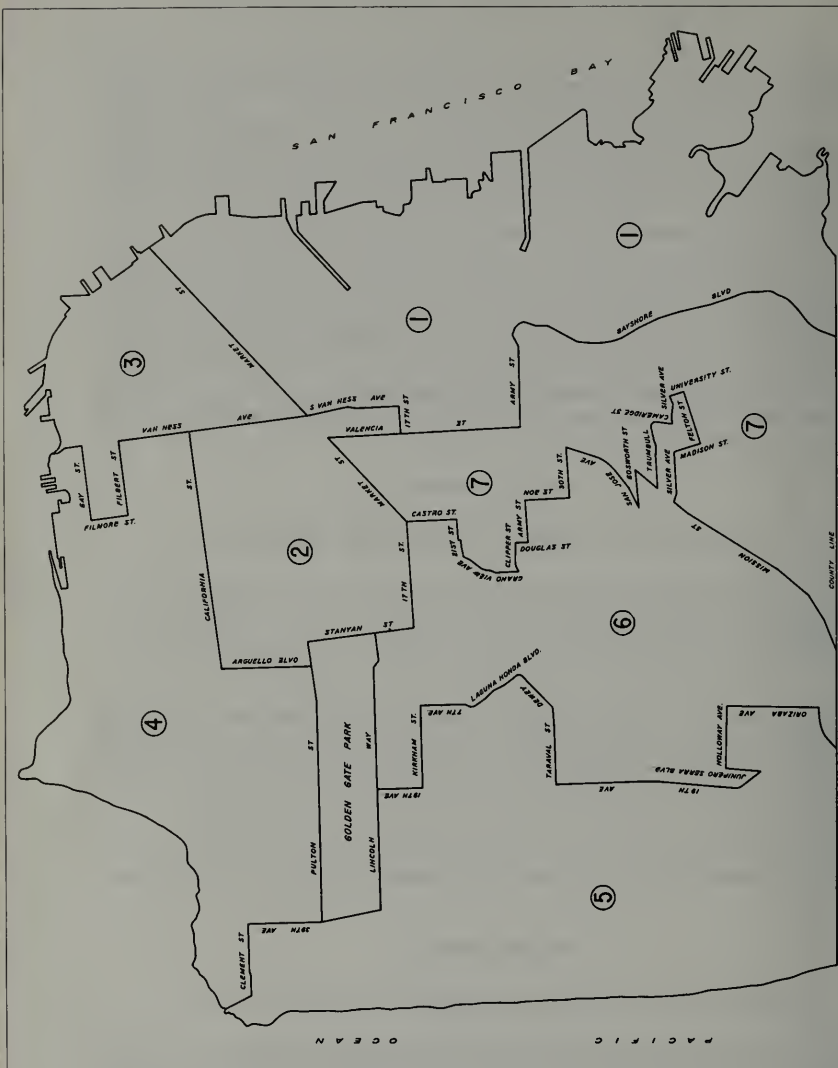 SAN FRANCISCO BAY
ST
MARKET
3
1
1
VAN NESS AVE
S VAN NESS AVE
17TH ST
VALENCIA ST
ARMY ST
BAYSHORE BLVD
BAY ST.
FILBERT ST
FILMORE ST.
CALIFORNIA ST.
2
MARKET ST
7
CASTRO ST.
21ST ST
GRAND VIEW AVE
CLIPPER ST
ARMY ST
DOUGLAS ST
NOE ST
30TH ST.
SAN JOSE AVE
BOSWORTH ST
TRUMBULL
CAMBRIDGE ST
SILVER AVE
UNIVERSITY ST.
FELTON ST
SILVER AVE
MADISON ST.
7
MISSION ST
COUNTY LINE
17TH ST.
STANYAN ST.
ARGUELLO BLVD
4
FULTON ST
GOLDEN GATE PARK
LINCOLN WAY
KIRKHAM ST.
19TH AVE
7TH AVE
LAGUNA HONDA BLVD.
DEWEY
TARAVAL ST
6
19TH AVE
JUNIPERO SERRA BLVD.
HOLLOWAY AVE.
ORIZABA AVE
5
CLEMENT ST
39TH AVE
PACIFIC OCEAN